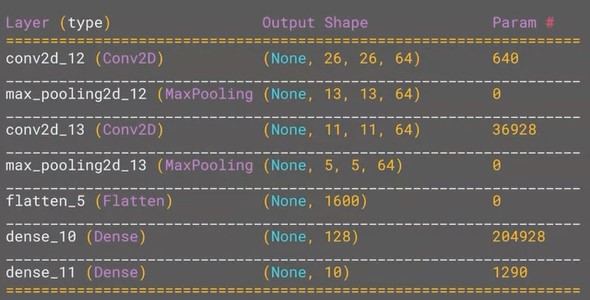 Layer (type) Output Shape Param #
=================================================================
conv2d_12 (Conv2D) (None, 26, 26, 64) 640
_________________________________________________________________
max_pooling2d_12 (MaxPooling (None, 13, 13, 64) 0
_________________________________________________________________
conv2d_13 (Conv2D) (None, 11, 11, 64) 36928
_________________________________________________________________
max_pooling2d_13 (MaxPooling (None, 5, 5, 64) 0
_________________________________________________________________
flatten_5 (Flatten) (None, 1600) 0
_________________________________________________________________
dense_10 (Dense) (None, 128) 204928
_________________________________________________________________
dense_11 (Dense) (None, 10) 1290
=================================================================